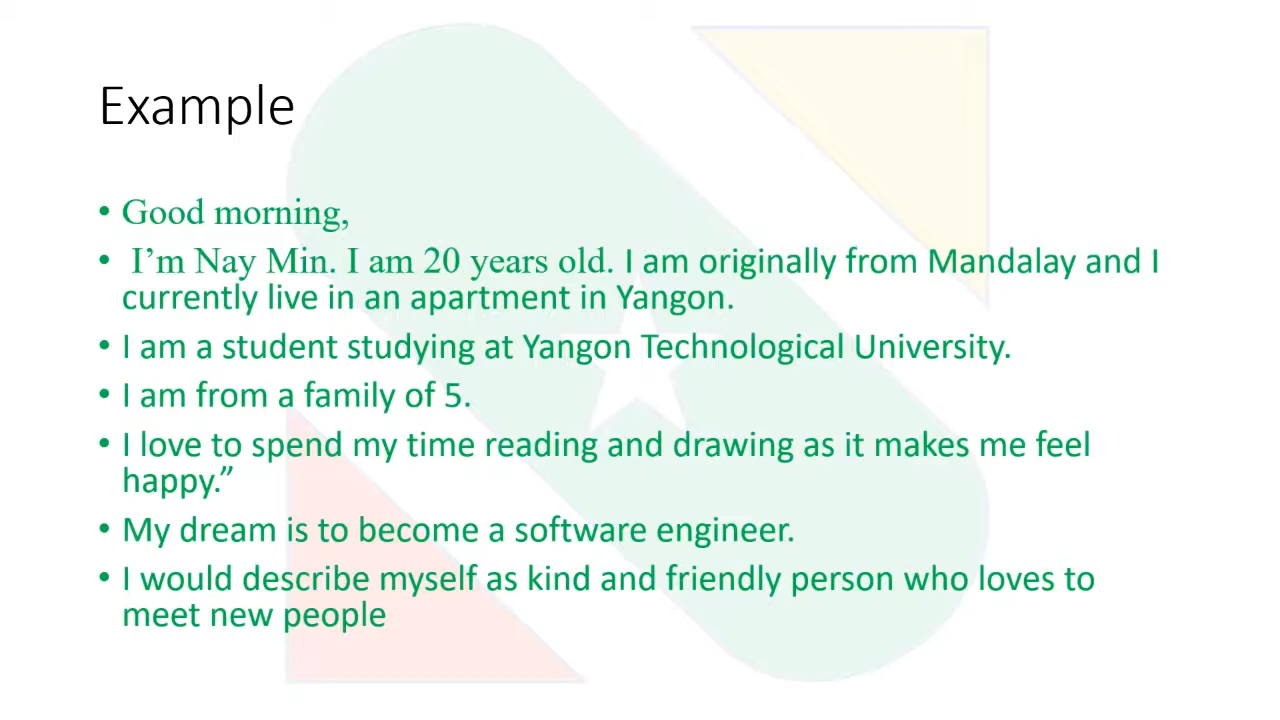 Example
• Good morning,
• I’m Nay Min. I am 20 years old. I am originally from Mandalay and I
currently live in an apartment in Yangon.
• I am a student studying at Yangon Technological University.
• I am from a family of 5.
• I love to spend my time reading and drawing as it makes me feel
happy.”
• My dream is to become a software engineer.
• I would describe myself as kind and friendly person who loves to
meet new people